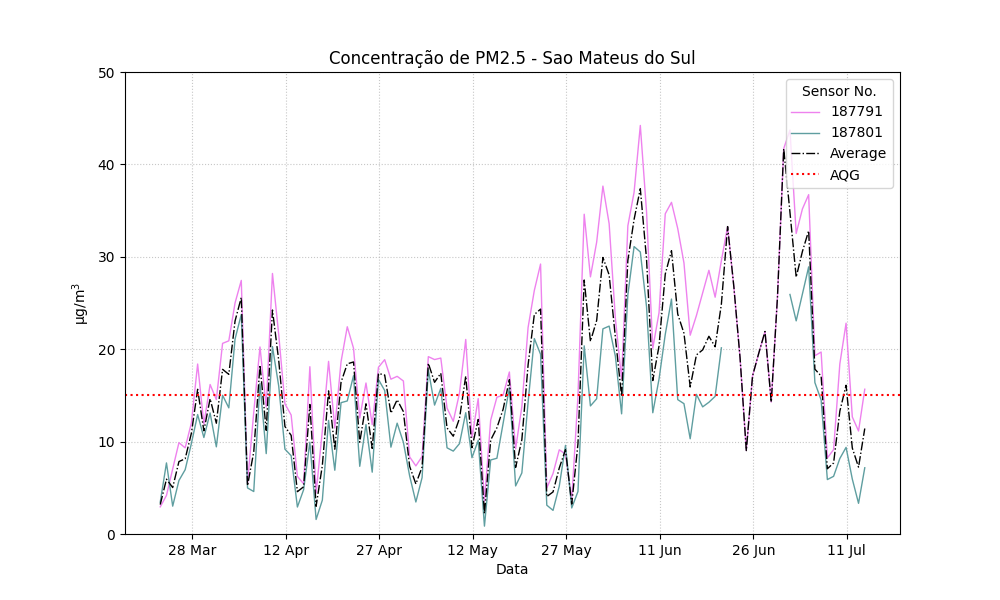 Concentração de PM2.5 - Sao Mateus do Sul
50
40
30
20
10
0
µg/m³
Sensor No.
187791
187801
Average
AQG
28 Mar
12 Apr
27 Apr
12 May
27 May
11 Jun
26 Jun
11 Jul
Data